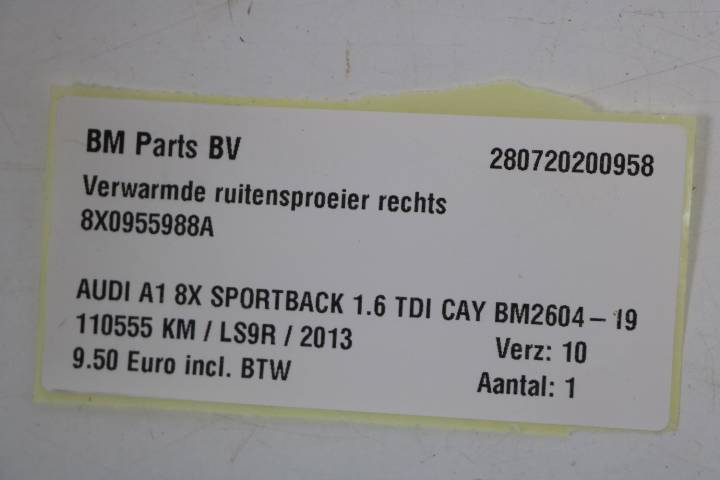 BM Parts BV 280720200958
Verwarmde ruitensproeier rechts
8X0955988A
AUDI A1 8X SPORTBACK 1.6 TDI CAY BM2604-19
110555 KM / LS9R / 2013 Verz: 10
9.50 Euro incl. BTW Aantal: 1